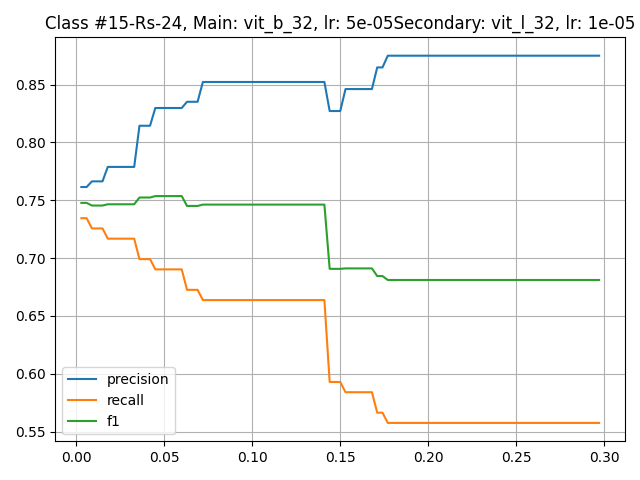 Class #15-Rs-24, Main: vit_b_32, lr: 5e-05Secondary: vit_l_32, lr: 1e-05
0.85
0.80
0.75
0.70
0.65
0.60
0.55
precision
recall
f1
0.00 0.05 0.10 0.15 0.20 0.25 0.30